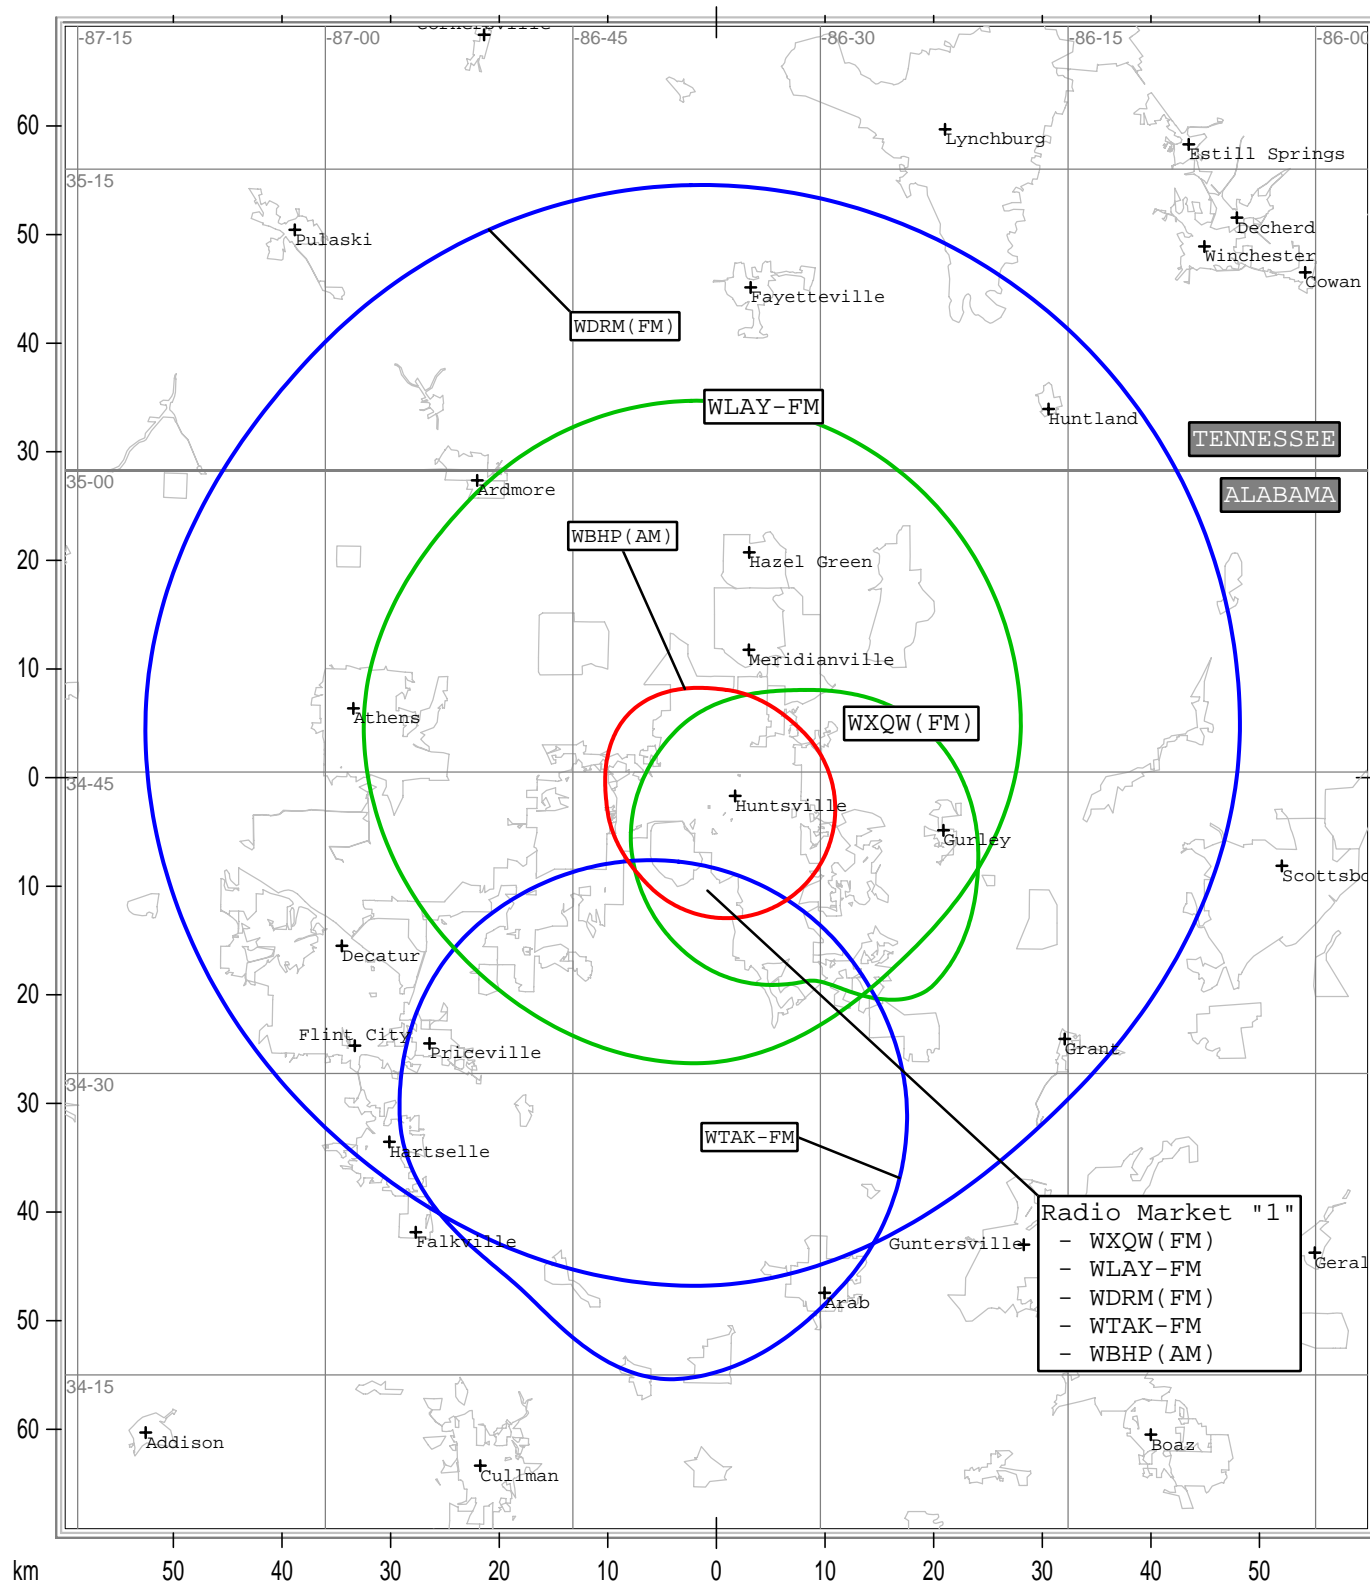 Cornersville
-87-15
-87-00
-86-45
-86-30
-86-15
-86-00
60
Lynchburg
Estill Springs
35-15
Decherd
50
Pulaski
Winchester
Cowan
Fayetteville
WDRM(FM)
40
WLAY-FM
Huntland
30
TENNESSEE
35-00
Ardmore
ALABAMA
WBHP(AM)
20
Hazel Green
10
Meridianville
Athens
WXQW(FM)
0
34-45
Huntsville
Gurley
10
Scottsbo
Decatur
20
Flint City
Priceville
Grant
34-30
30
WTAK-FM
Hartselle
40
Radio Market "1"
- WXQW(FM)
- WLAY-FM
- WDRM(FM)
- WTAK-FM
- WBHP(AM)
Falkville
Guntersville
Geral
Arab
50
34-15
60
Addison
Boaz
Cullman
km
50
40
30
20
10
0
10
20
30
40
50